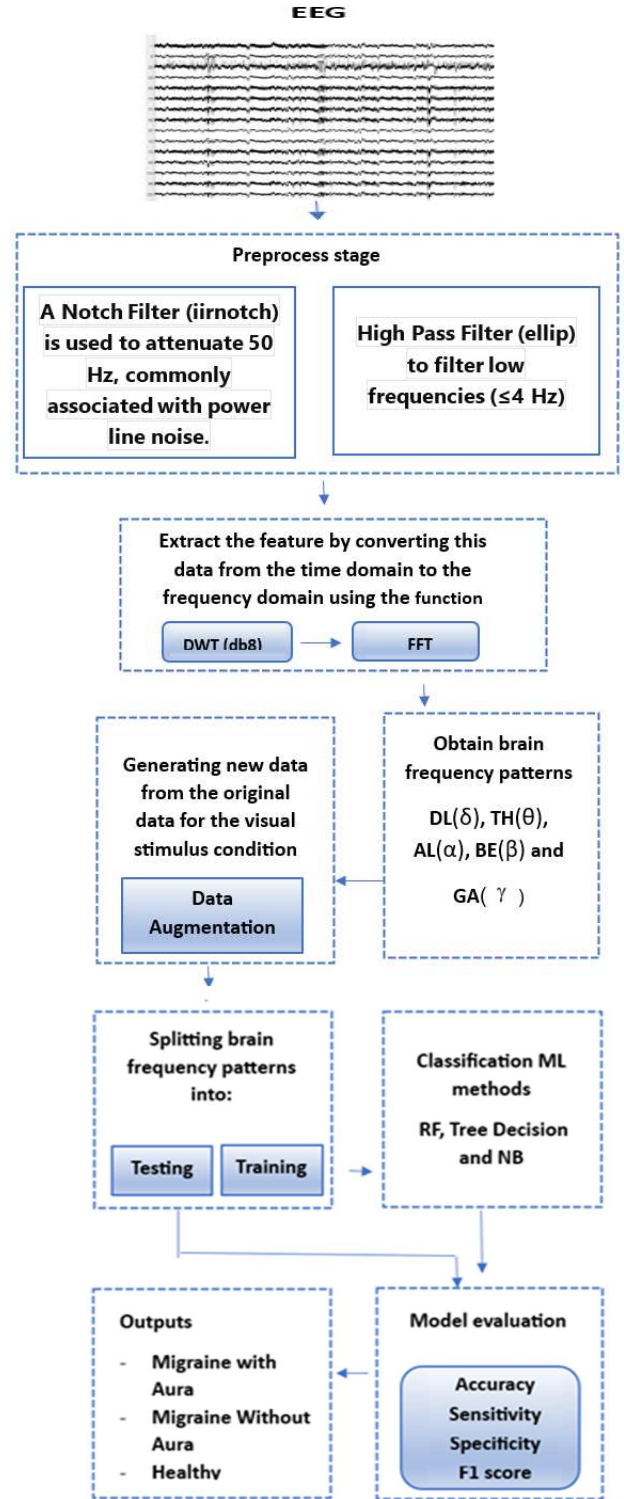 EEG
Preprocess stage
A Notch Filter (iirnotch)
is used to attenuate 50
Hz, commonly
associated with power
line noise.
High Pass Filter (ellip)
to filter low
frequencies (≤4 Hz)
Extract the feature by converting this
data from the time domain to the
frequency domain using the function
DWT (db8)
FFT
Obtain brain
frequency patterns
DL(δ), TH(θ),
AL(α), BE(β) and
GA( γ )
Generating new data
from the original
data for the visual
stimulus condition
Data
Augmentation
Splitting brain
frequency patterns
into:
Testing
Training
Classification ML
methods
RF, Tree Decision
and NB
Model evaluation
Accuracy
Sensitivity
Specificity
F1 score
Outputs
- Migraine with
Aura
- Migraine Without
Aura
- Healthy